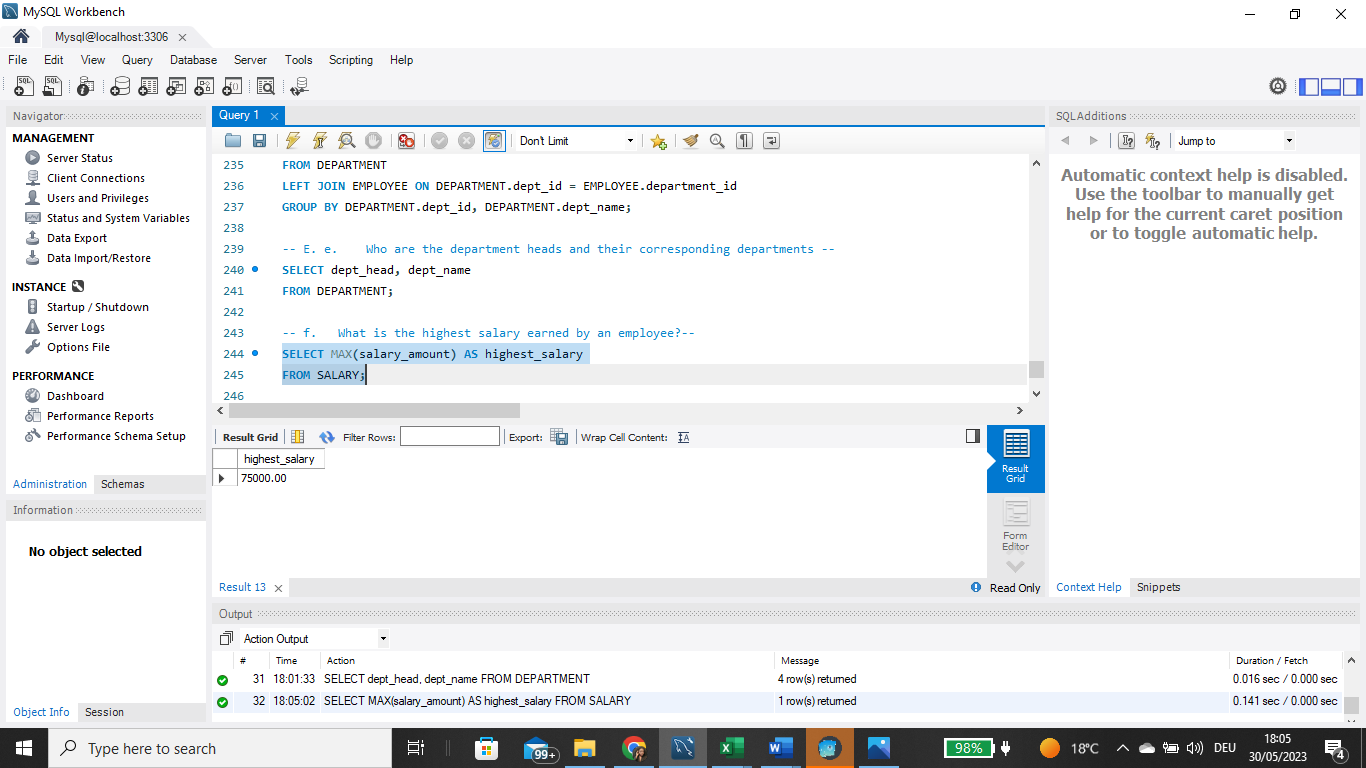 MySQL Workbench
Mysql@localhost:3306
File Edit View Query Database Server Tools Scripting Help
Navigator
MANAGEMENT
Server Status
Client Connections
Users and Privileges
Status and System Variables
Data Export
Data Import/Restore
INSTANCE
Startup / Shutdown
Server Logs
Options File
PERFORMANCE
Dashboard
Performance Reports
Performance Schema Setup
Administration Schemas
Information
No object selected
Object Info Session
Query 1
Don't Limit
235 FROM DEPARTMENT
236 LEFT JOIN EMPLOYEE ON DEPARTMENT.dept_id = EMPLOYEE.department_id
237 GROUP BY DEPARTMENT.dept_id, DEPARTMENT.dept_name;
238
239 -- E. e. Who are the department heads and their corresponding departments --
240 SELECT dept_head, dept_name
241 FROM DEPARTMENT;
242
243 -- f. What is the highest salary earned by an employee?--
244 SELECT MAX(salary_amount) AS highest_salary
245 FROM SALARY;
246
Result Grid Filter Rows: Export: Wrap Cell Content:
highest_salary
75000.00
Result Grid
Form Editor
Result 13 Read Only
SQLAdditions
Jump to
Automatic context help is disabled.
Use the toolbar to manually get
help for the current caret position
or to toggle automatic help.
Context Help Snippets
Output
Action Output
# Time Action Message Duration / Fetch
31 18:01:33 SELECT dept_head, dept_name FROM DEPARTMENT 4 row(s) returned 0.016 sec / 0.000 sec
32 18:05:02 SELECT MAX(salary_amount) AS highest_salary FROM SALARY 1 row(s) returned 0.141 sec / 0.000 sec
Type here to search
99+
98%
18°C
DEU
18:05
30/05/2023
4